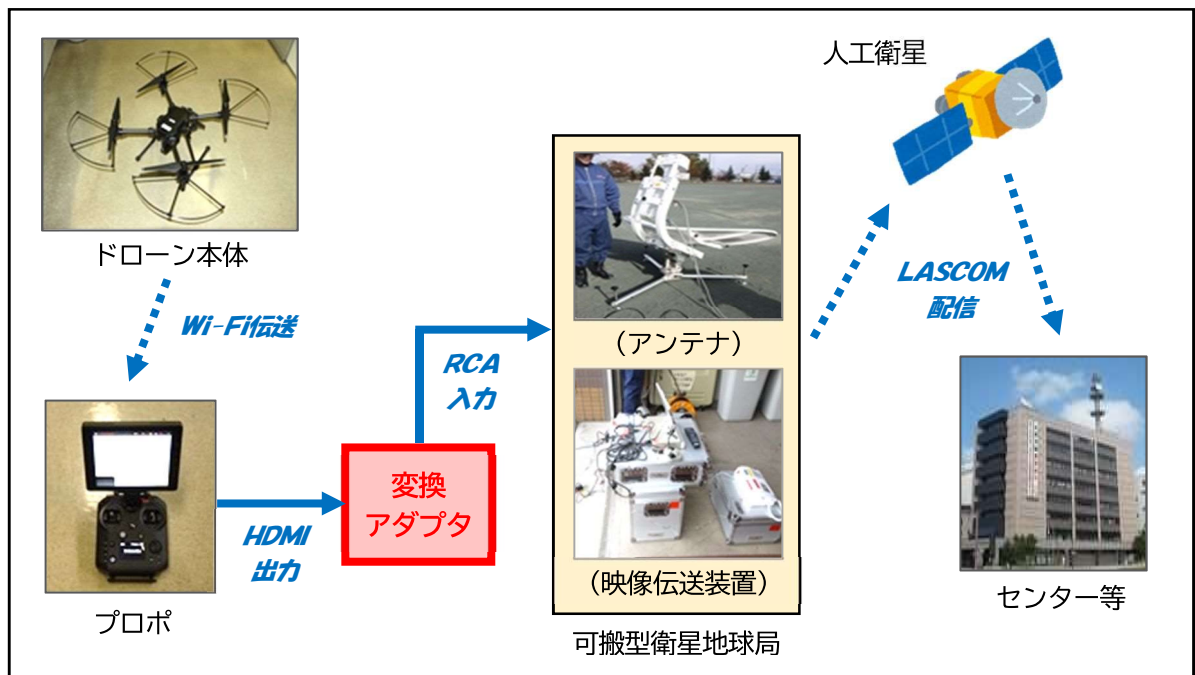 人工衛星
ドローン本体
Wi-Fi伝送
プロポ
HDMI
出力
変換
アダプタ
RCA
入力
（アンテナ）
（映像伝送装置）
可搬型衛星地球局
LASCOM
配信
センター等